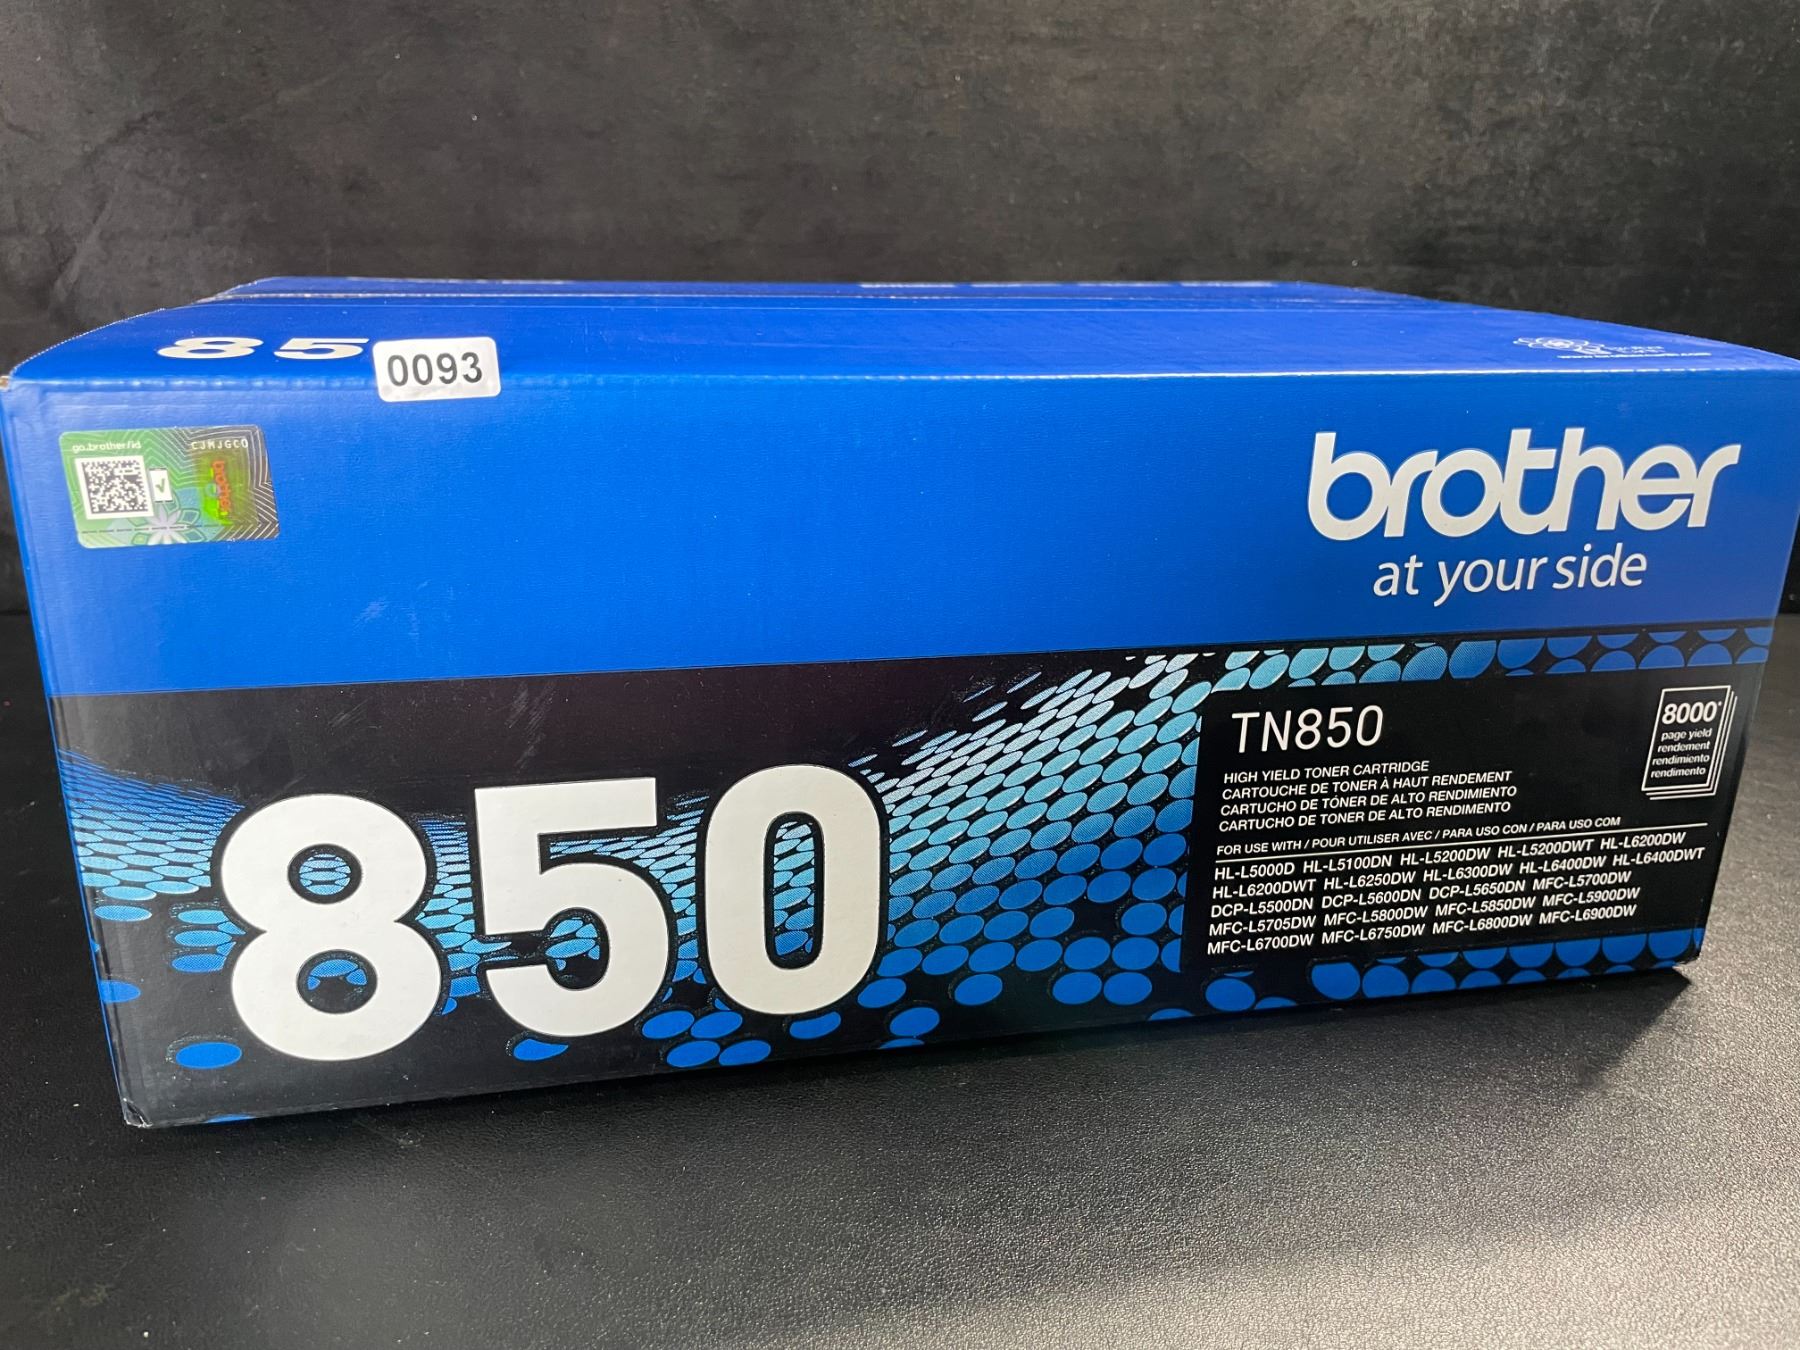 85
0093
go.brother/id
CJMJGCO
brother
brother
at your side
850
TN850
HIGH YIELD TONER CARTRIDGE
CARTOUCHE DE TONER À HAUT RENDEMENT
CARTUCHO DE TÓNER DE ALTO RENDIMIENTO
CARTUCHO DE TONER DE ALTO RENDIMENTO
8000*
page yield
rendement
rendimiento
rendimento
FOR USE WITH / POUR UTILISER AVEC / PARA USO CON / PARA USO COM
HL-L5000D HL-L5100DN HL-L5200DW HL-L5200DWT HL-L6200DW
HL-L6200DWT HL-L6250DW HL-L6300DW HL-L6400DW HL-L6400DWT
DCP-L5500DN DCP-L5600DN DCP-L5650DN MFC-L5700DW
MFC-L5705DW MFC-L5800DW MFC-L5850DW MFC-L5900DW
MFC-L6700DW MFC-L6750DW MFC-L6800DW MFC-L6900DW